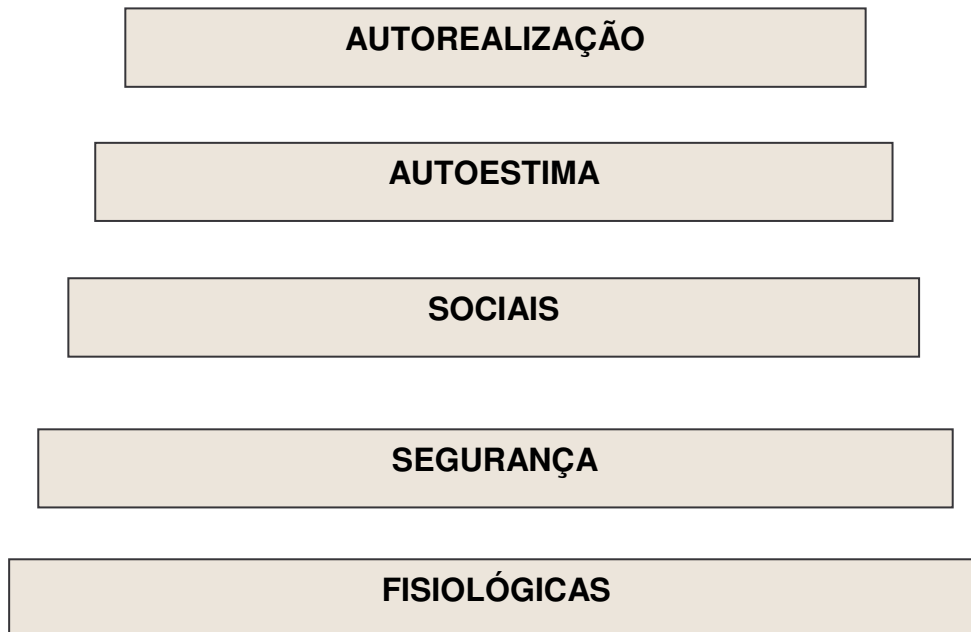 AUTOREALIZAÇÃO
AUTOESTIMA
SOCIAIS
SEGURANÇA
FISIOLÓGICAS